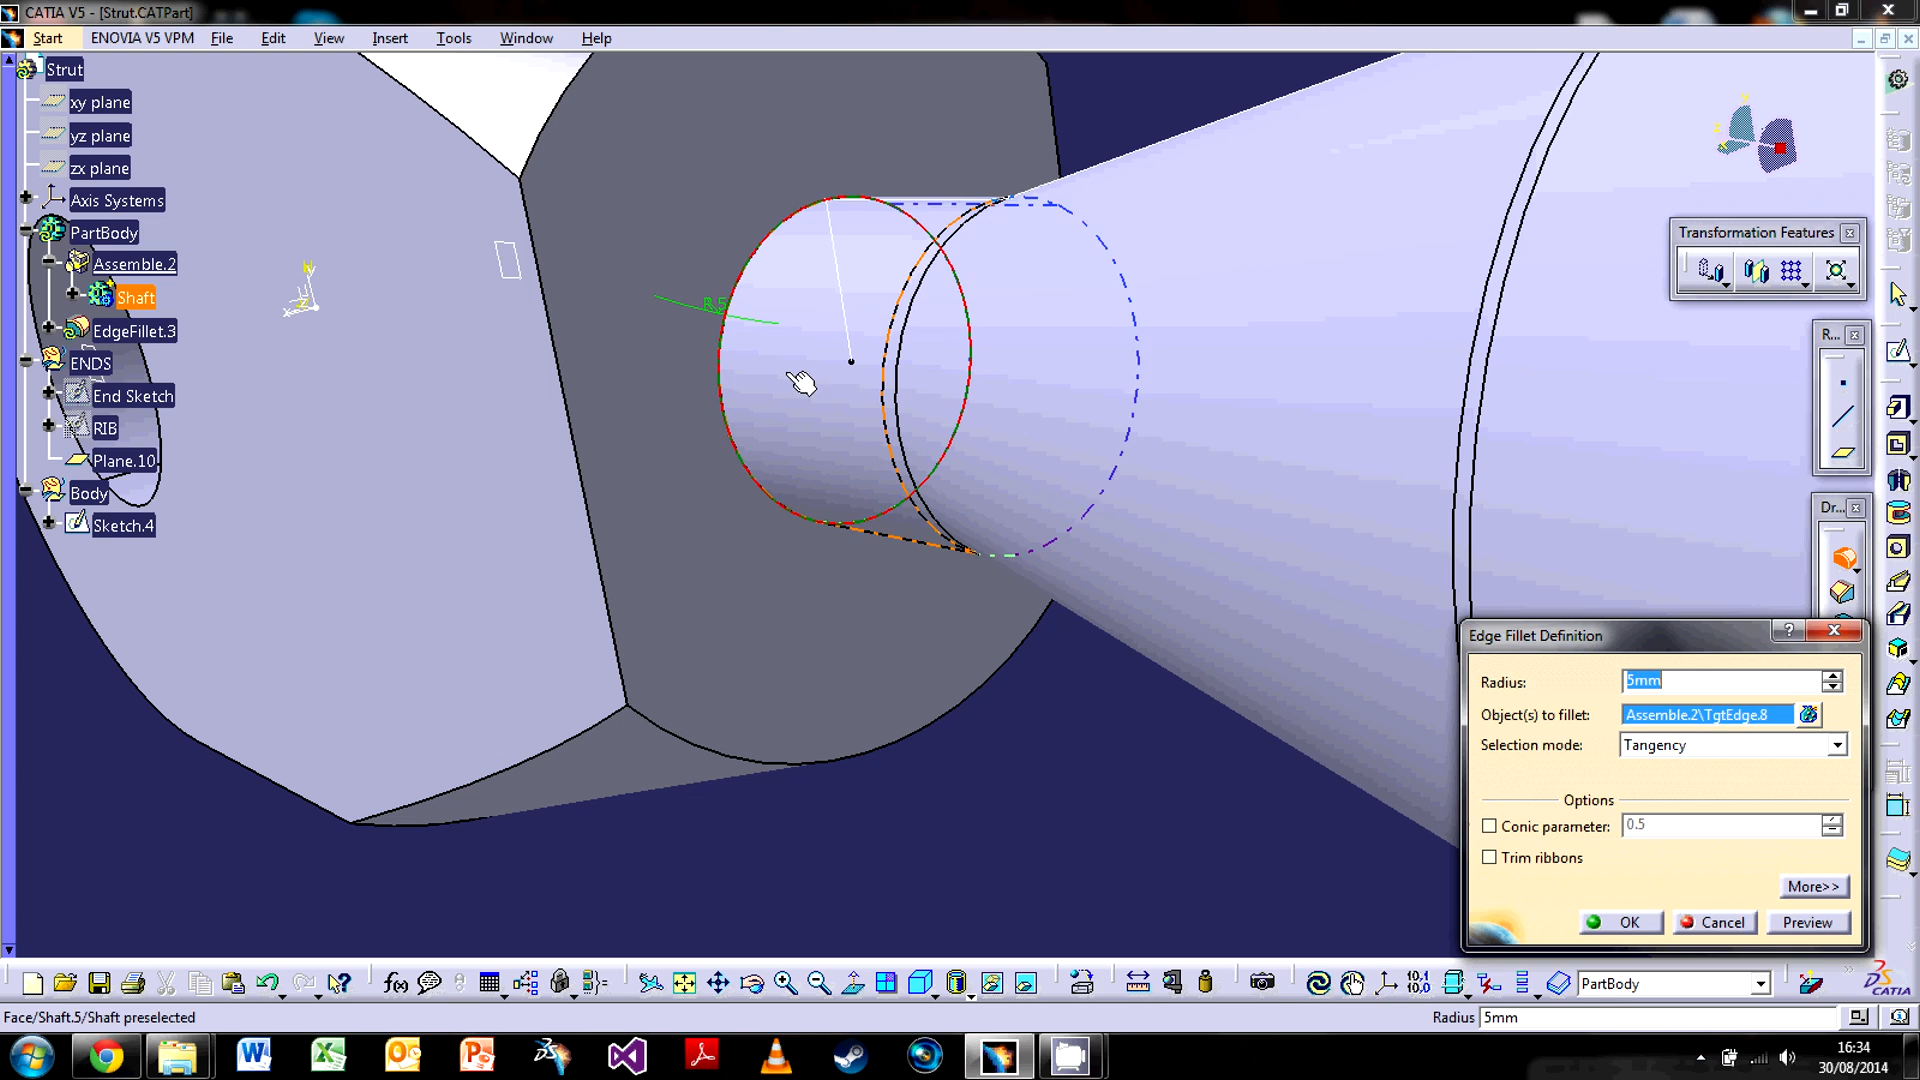 CATIA V5 - [Strut.CATPart]
Start ENOVIA V5 VPM File Edit View Insert Tools Window Help
Strut
xy plane
yz plane
zx plane
Axis Systems
PartBody
Assemble.2
Shaft
EdgeFillet.3
ENDS
End Sketch
RIB
Plane.10
Body
Sketch.4
R 5
Transformation Features
R...
Dr...
Edge Fillet Definition
Radius: 5mm
Object(s) to fillet: Assemble.2\TgtEdge.8
Selection mode: Tangency
Options
Conic parameter: 0.5
Trim ribbons
More>>
OK Cancel Preview
PartBody
CATIA
Face/Shaft.5/Shaft preselected
Radius 5mm
16:34
30/08/2014